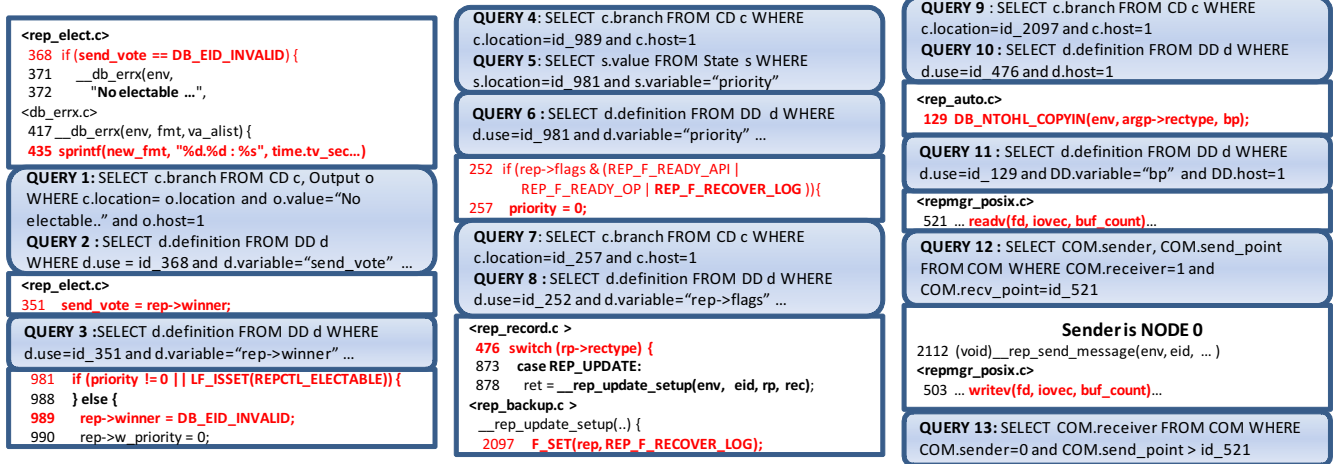 <rep_elect.c>
368 if (send_vote == DB_EID_INVALID) {
371 __db_errx(env,
372 "No electable ...",
<db_errx.c>
417 __db_errx(env, fmt, va_alist) {
435 sprintf(new_fmt, "%d.%d : %s", time.tv_sec...)
QUERY 1: SELECT c.branch FROM CD c, Output o
WHERE c.location= o.location and o.value="No
electable.." and o.host=1
QUERY 2 : SELECT d.definition FROM DD d
WHERE d.use = id_368 and d.variable="send_vote" ...
<rep_elect.c>
351 send_vote = rep->winner;
QUERY 3 :SELECT d.definition FROM DD d WHERE
d.use=id_351 and d.variable="rep->winner" ...
981 if (priority != 0 || LF_ISSET(REPCTL_ELECTABLE)) {
988 } else {
989 rep->winner = DB_EID_INVALID;
990 rep->w_priority = 0;
QUERY 4: SELECT c.branch FROM CD c WHERE
c.location=id_989 and c.host=1
QUERY 5: SELECT s.value FROM State s WHERE
s.location=id_981 and s.variable="priority"
QUERY 6 : SELECT d.definition FROM DD d WHERE
d.use=id_981 and d.variable="priority" ...
252 if (rep->flags & (REP_F_READY_API |
REP_F_READY_OP | REP_F_RECOVER_LOG )){
257 priority = 0;
QUERY 7: SELECT c.branch FROM CD c WHERE
c.location=id_257 and c.host=1
QUERY 8 : SELECT d.definition FROM DD d WHERE
d.use=id_252 and d.variable="rep->flags" ...
<rep_record.c >
476 switch (rp->rectype) {
873 case REP_UPDATE:
878 ret = __rep_update_setup(env, eid, rp, rec);
<rep_backup.c >
__rep_update_setup(..) {
2097 F_SET(rep, REP_F_RECOVER_LOG);
QUERY 9 : SELECT c.branch FROM CD c WHERE
c.location=id_2097 and c.host=1
QUERY 10 : SELECT d.definition FROM DD d WHERE
d.use=id_476 and d.host=1
<rep_auto.c>
129 DB_NTOHL_COPYIN(env, argp->rectype, bp);
QUERY 11 : SELECT d.definition FROM DD d WHERE
d.use=id_129 and DD.variable="bp" and DD.host=1
<repmgr_posix.c>
521 ... readv(fd, iovec, buf_count)...
QUERY 12 : SELECT COM.sender, COM.send_point
FROM COM WHERE COM.receiver=1 and
COM.recv_point=id_521
Sender is NODE 0
2112 (void)__rep_send_message(env, eid, ... )
<repmgr_posix.c>
503 ... writev(fd, iovec, buf_count)...
QUERY 13: SELECT COM.receiver FROM COM WHERE
COM.sender=0 and COM.send_point > id_521